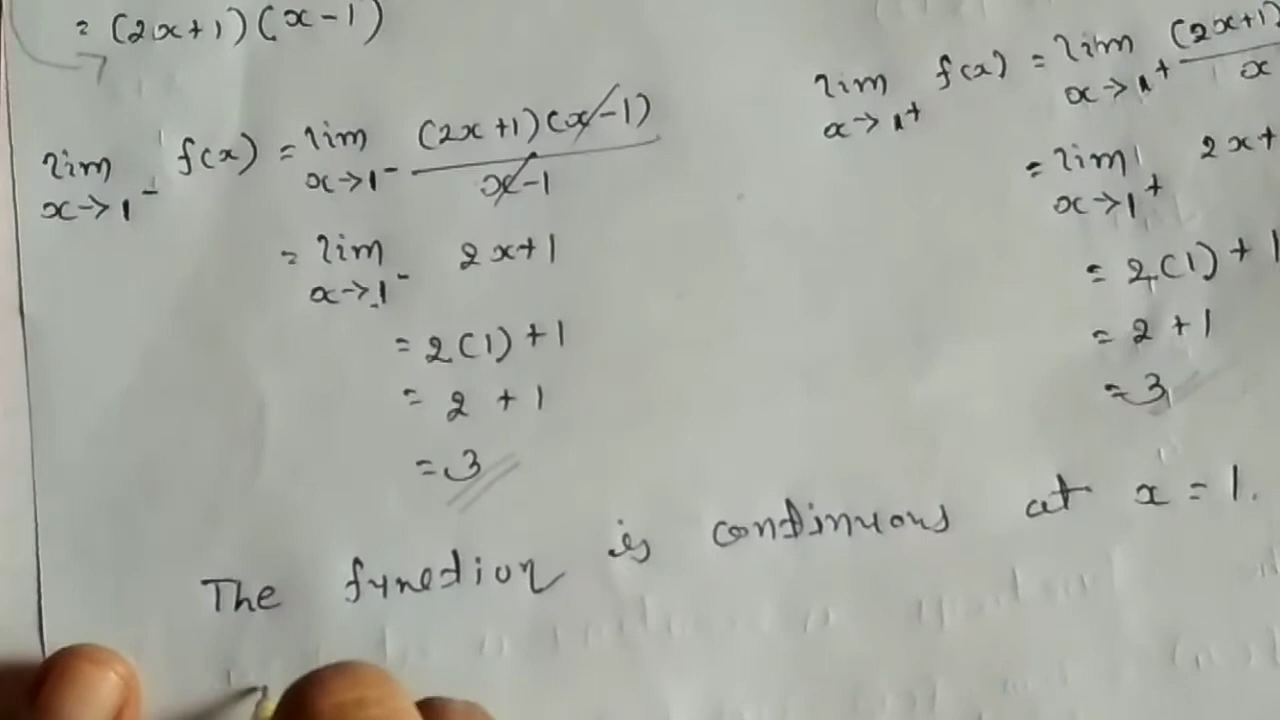 = (2x+1)(x-1)
lim x→1⁻ f(x) = lim x→1⁻ (2x+1)(x-1) / x-1
= lim x→1⁻ 2x+1
= 2(1)+1
= 2 + 1
= 3
lim x→1⁺ f(x) = lim x→1⁺ (2x+1) / x
= lim x→1⁺ 2x+
= 2(1) + 1
= 2 + 1
= 3
The function is continuous at x = 1.